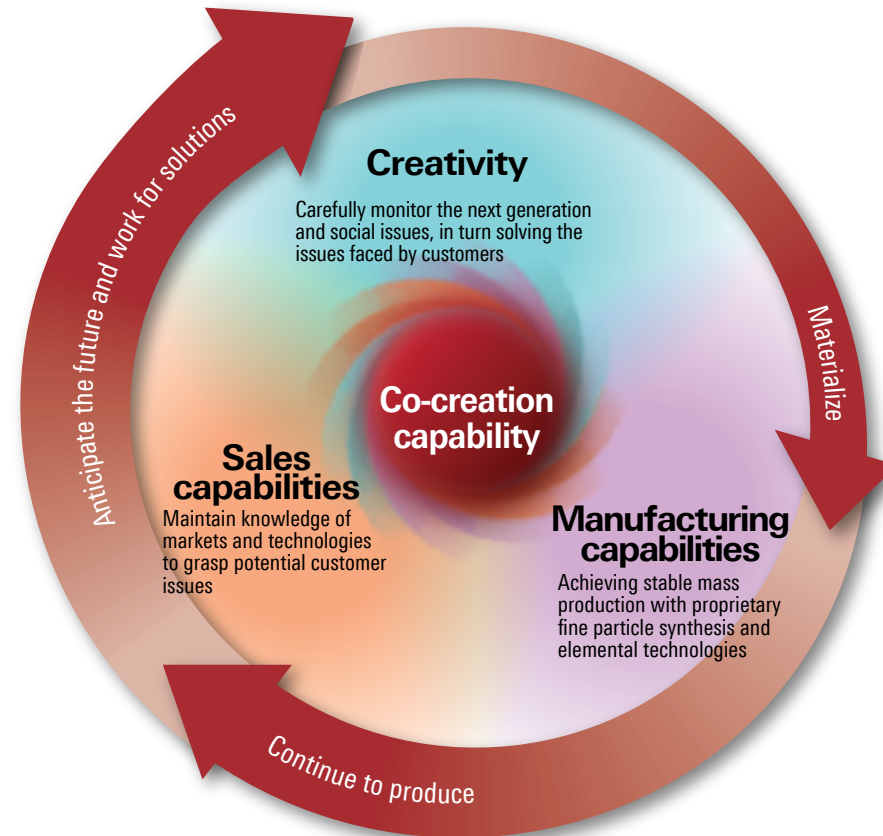 Anticipate the future and work for solutions
Creativity
Carefully monitor the next generation
and social issues, in turn solving the
issues faced by customers
Materialize
Co-creation
capability
Sales
capabilities
Maintain knowledge of
markets and technologies
to grasp potential customer
issues
Manufacturing
capabilities
Achieving stable mass
production with proprietary
fine particle synthesis and
elemental technologies
Continue to produce